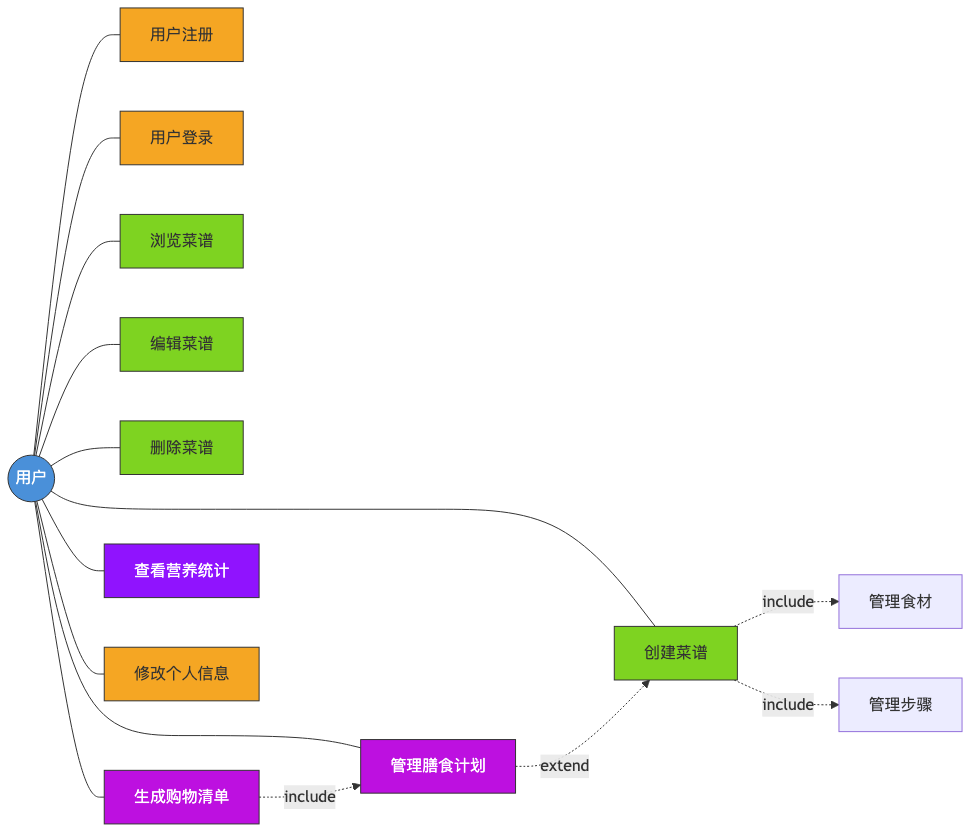 用户注册
用户登录
浏览菜谱
编辑菜谱
删除菜谱
用户
查看营养统计
include
管理食材
创建菜谱
修改个人信息
include
管理步骤
管理膳食计划
extend
生成购物清单
include